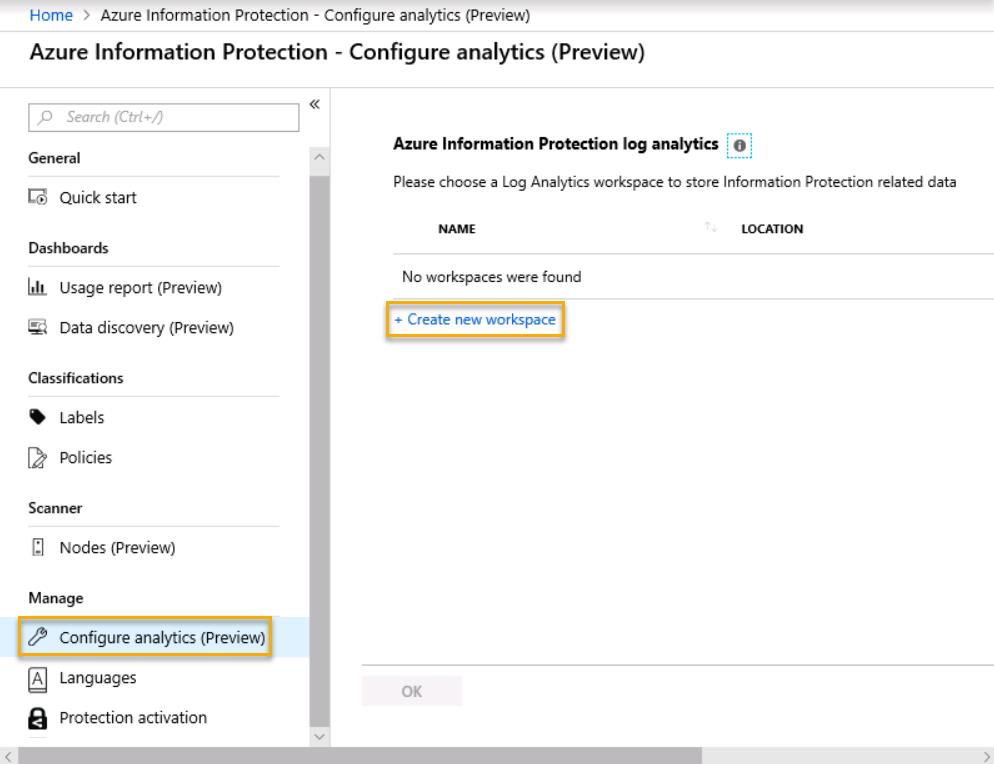 Home > Azure Information Protection - Configure analytics (Preview)
Azure Information Protection - Configure analytics (Preview)
Search (Ctrl+/)
«
General
Quick start
Dashboards
Usage report (Preview)
Data discovery (Preview)
Classifications
Labels
Policies
Scanner
Nodes (Preview)
Manage
Configure analytics (Preview)
Languages
Protection activation
Azure Information Protection log analytics
Please choose a Log Analytics workspace to store Information Protection related data
NAME LOCATION
No workspaces were found
+ Create new workspace
OK